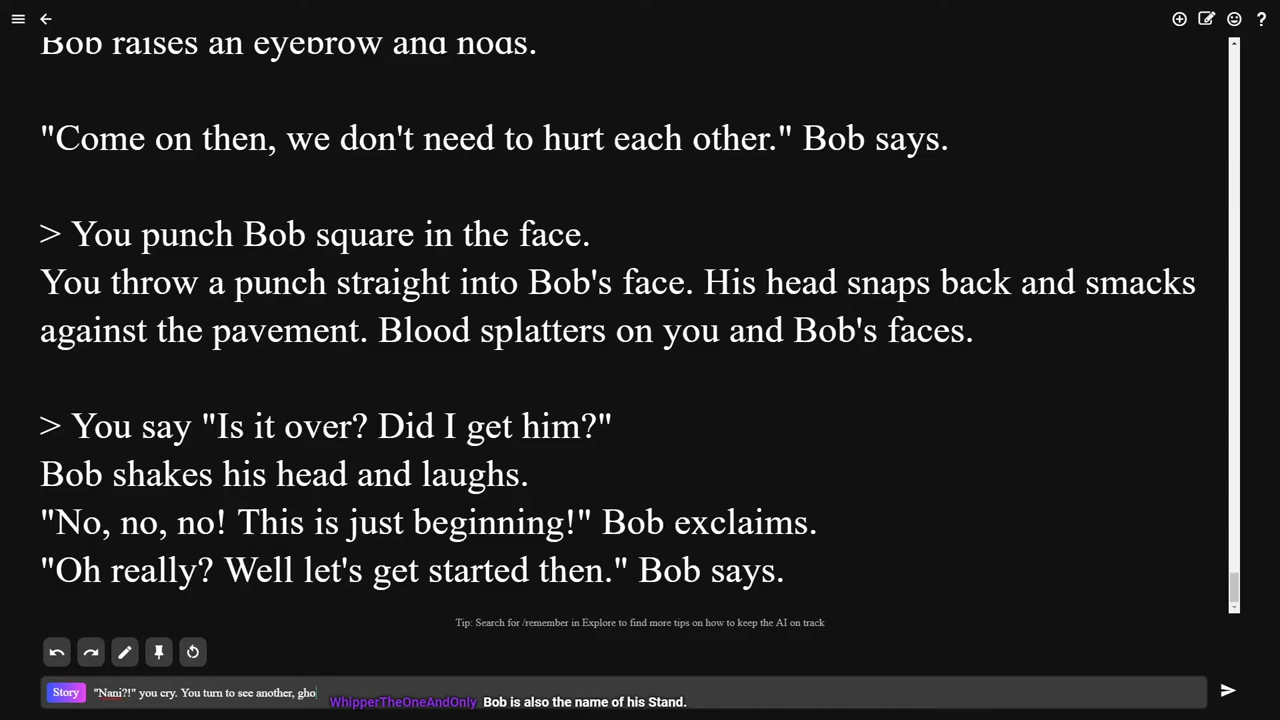 Bob raises an eyebrow and nods.
"Come on then, we don't need to hurt each other." Bob says.
> You punch Bob square in the face.
You throw a punch straight into Bob's face. His head snaps back and smacks
against the pavement. Blood splatters on you and Bob's faces.
> You say "Is it over? Did I get him?"
Bob shakes his head and laughs.
"No, no, no! This is just beginning!" Bob exclaims.
"Oh really? Well let's get started then." Bob says.
Tip: Search for /remember in Explore to find more tips on how to keep the AI on track
Story "Nani?!" you cry. You turn to see another, gho
WhipperTheOneAndOnly Bob is also the name of his Stand.